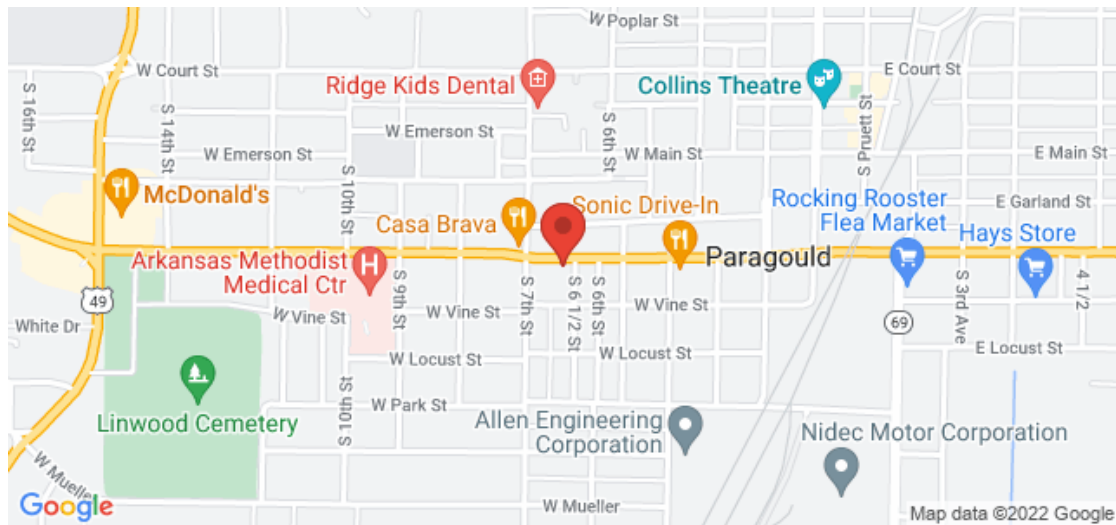 W Poplar St
W Court St
E Court St
Ridge Kids Dental
Collins Theatre
S 16th St
S 14th St
W Emerson St
S 6th St
S Pruett St
W Emerson St
W Main St
E Main St
McDonald's
S 10th St
Casa Brava
Sonic Drive-In
Rocking Rooster
Flea Market
E Garland St
Hays Store
Arkansas Methodist
Medical Ctr
H
Paragould
49
S 9th St
S 7th St
S 6 1/2 St
S 6th St
W Vine St
W Vine St
W Vine St
S 3rd Ave
4 1/2
White Dr
69
W Locust St
W Locust St
E Locust St
Linwood Cemetery
S 10th St
W Park St
Allen Engineering
Corporation
Nidec Motor Corporation
W Mueller
W Mueller
Google
Map data ©2022 Google